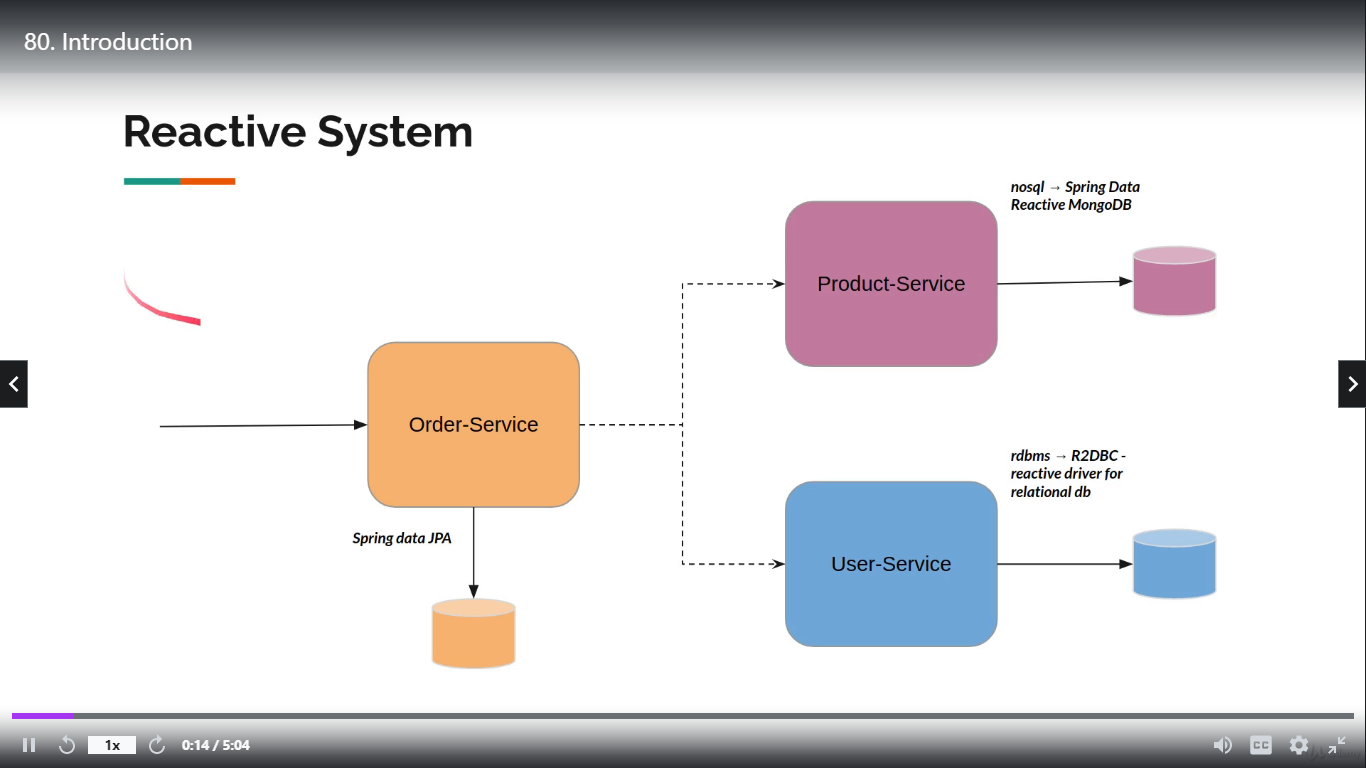 80. Introduction
Reactive System
nosql → Spring Data
Reactive MongoDB
Product-Service
Order-Service
rdbms → R2DBC -
reactive driver for
relational db
Spring data JPA
User-Service
1x
0:14 / 5:04
CC